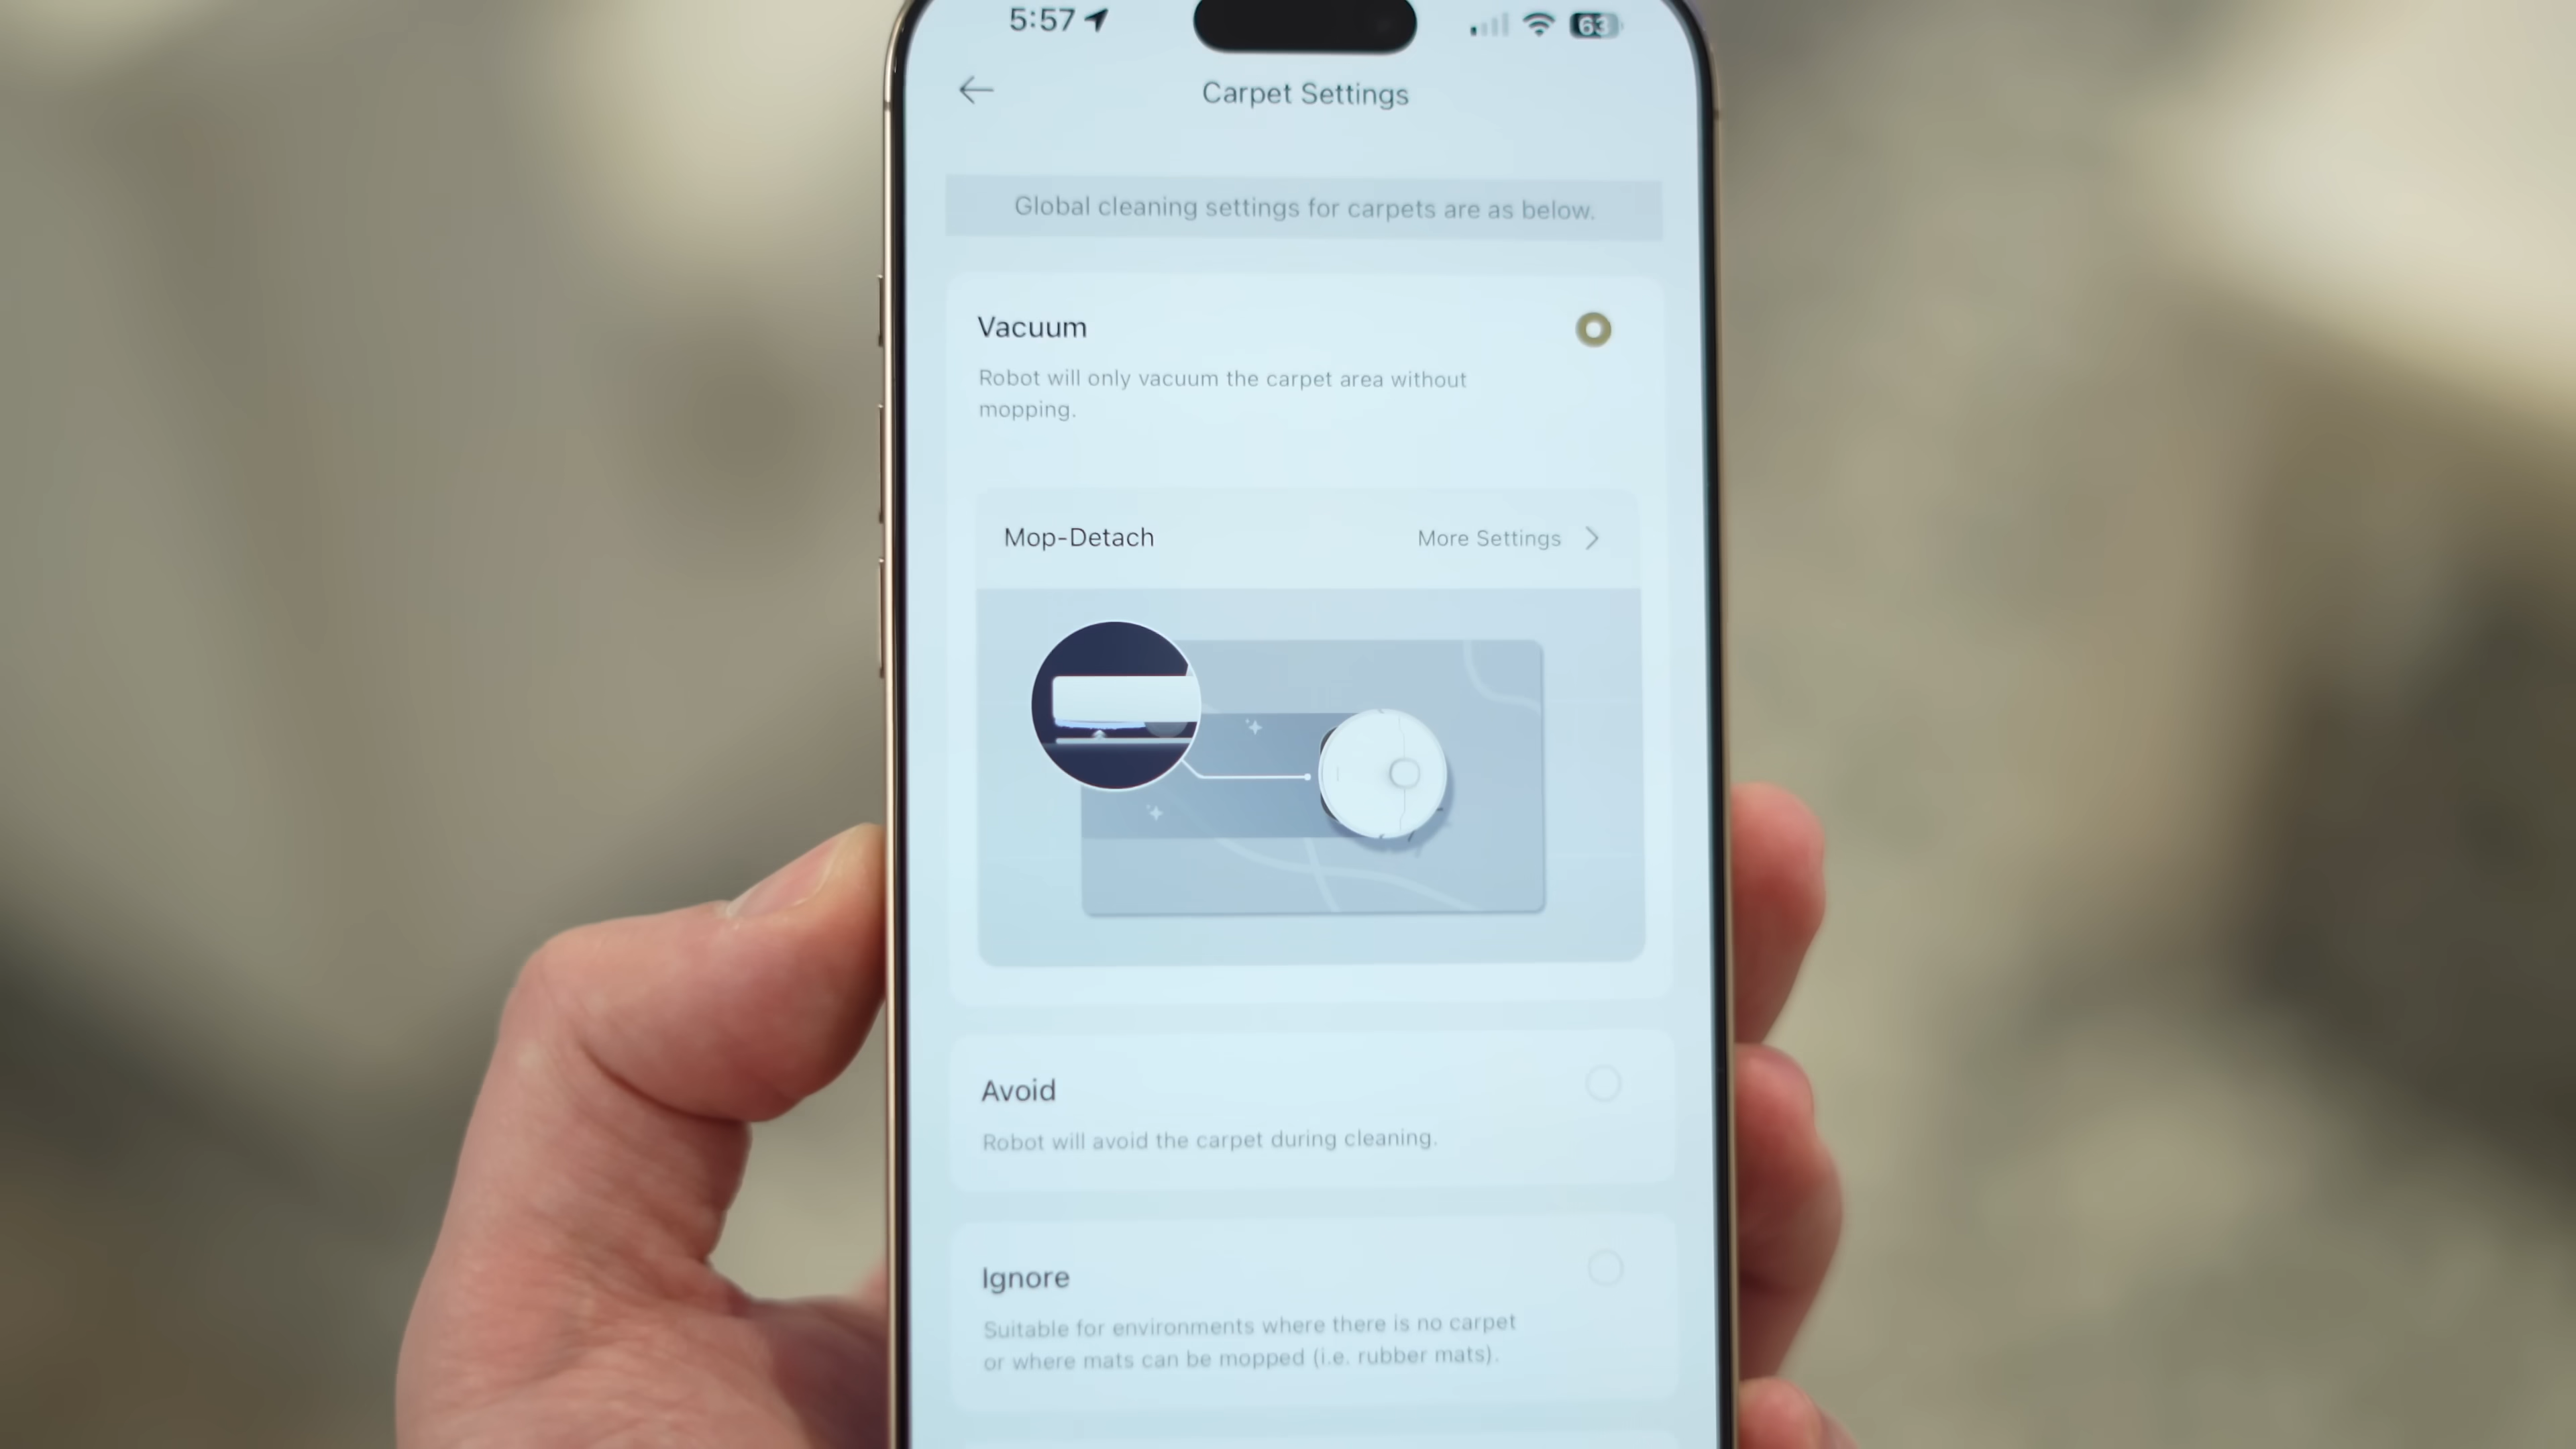 5:57
63
Carpet Settings
Global cleaning settings for carpets are as below.
Vacuum
Robot will only vacuum the carpet area without
mopping.
Mop-Detach
More Settings
Avoid
Robot will avoid the carpet during cleaning.
Ignore
Suitable for environments where there is no carpet
or where mats can be mopped (i.e. rubber mats).